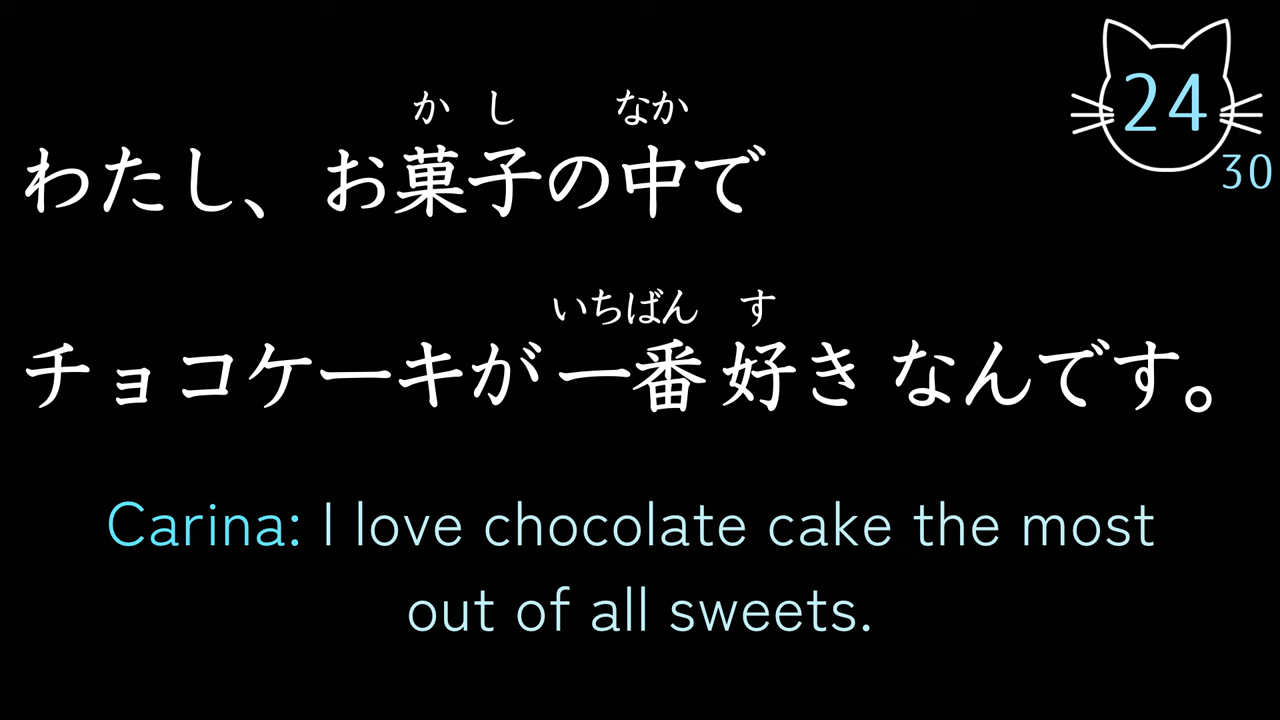 24
30
か し なか
わたし、お菓子の中で
いちばん す
チョコケーキが一番好きなんです。
Carina: I love chocolate cake the most
out of all sweets.